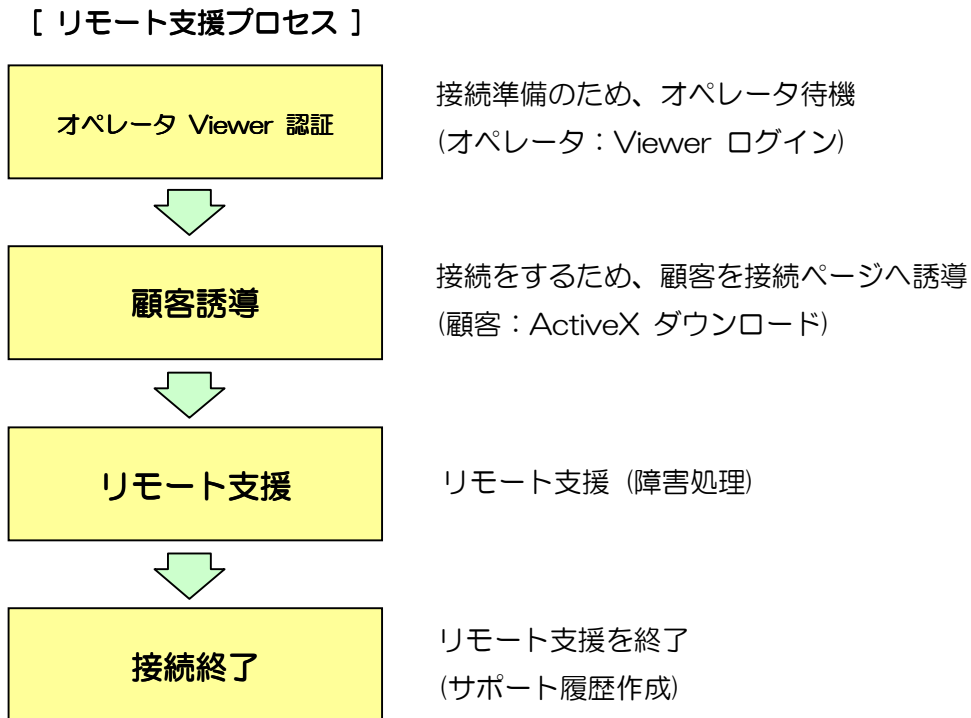 [ リモート支援プロセス ]
オペレータ Viewer 認証
接続準備のため、オペレータ待機
(オペレータ：Viewer ログイン)
顧客誘導
接続をするため、顧客を接続ページへ誘導
(顧客：ActiveX ダウンロード)
リモート支援
リモート支援 (障害処理)
接続終了
リモート支援を終了
(サポート履歴作成)